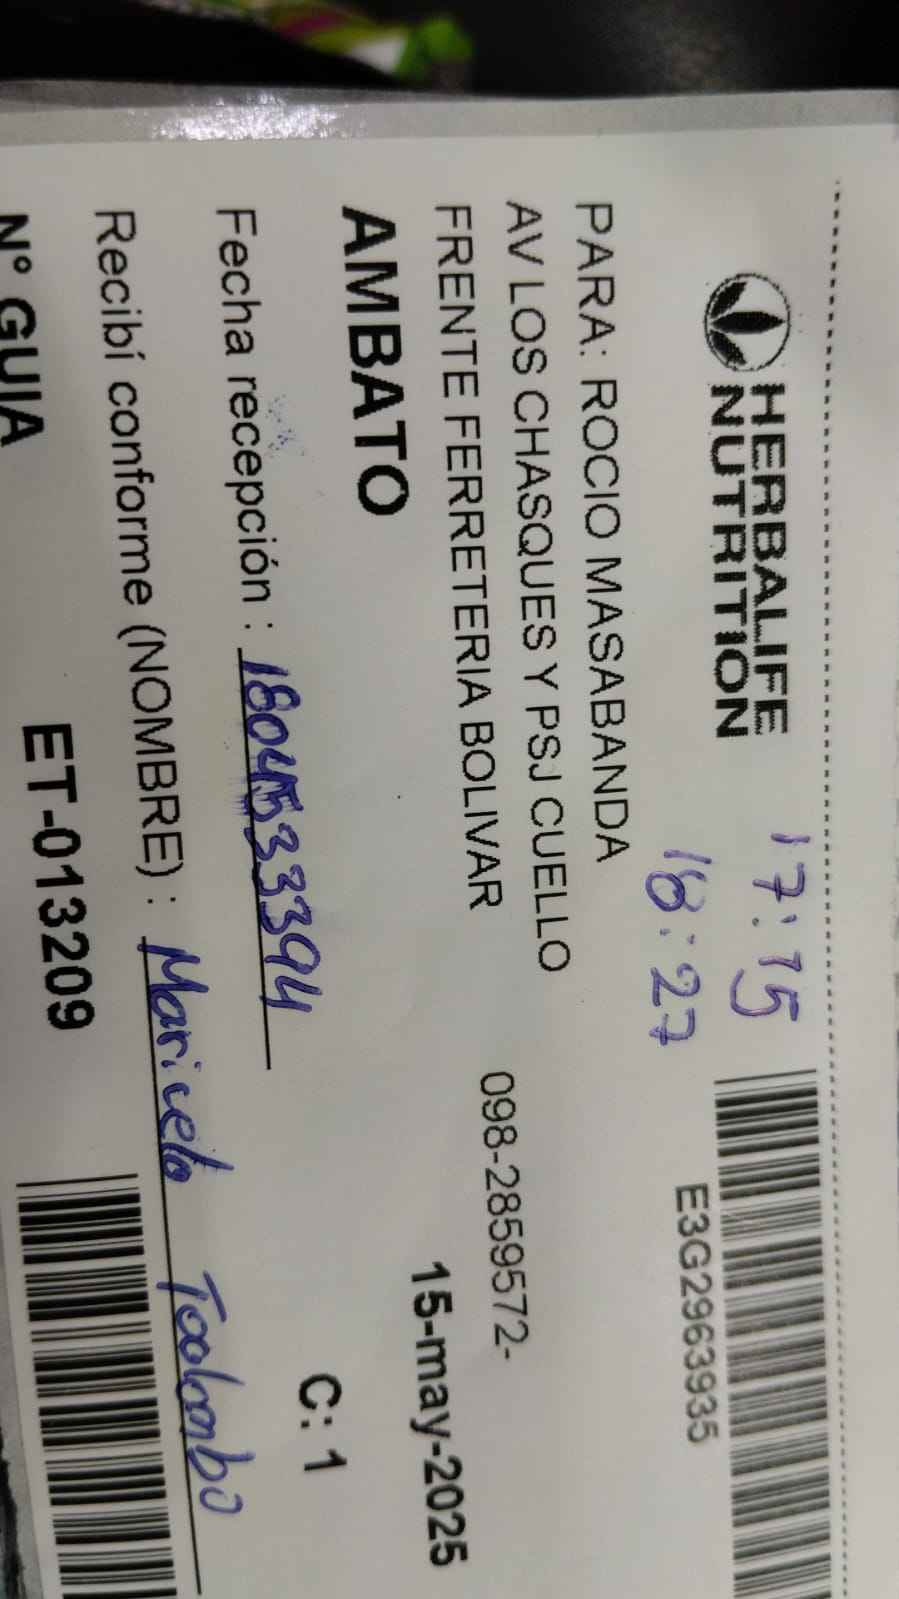 HERBALIFE
NUTRITION
17:15
18:27
E3G2963935
PARA: ROCIO MASABANDA
AV LOS CHASQUES Y PSJ CUELLO
FRENTE FERRETERIA BOLIVAR
098-2859572-
AMBATO
15-may-2025
Fecha recepción : 1804533394
C: 1
Recibí conforme (NOMBRE) : Maricela Toalombo
N° GUIA
ET-013209